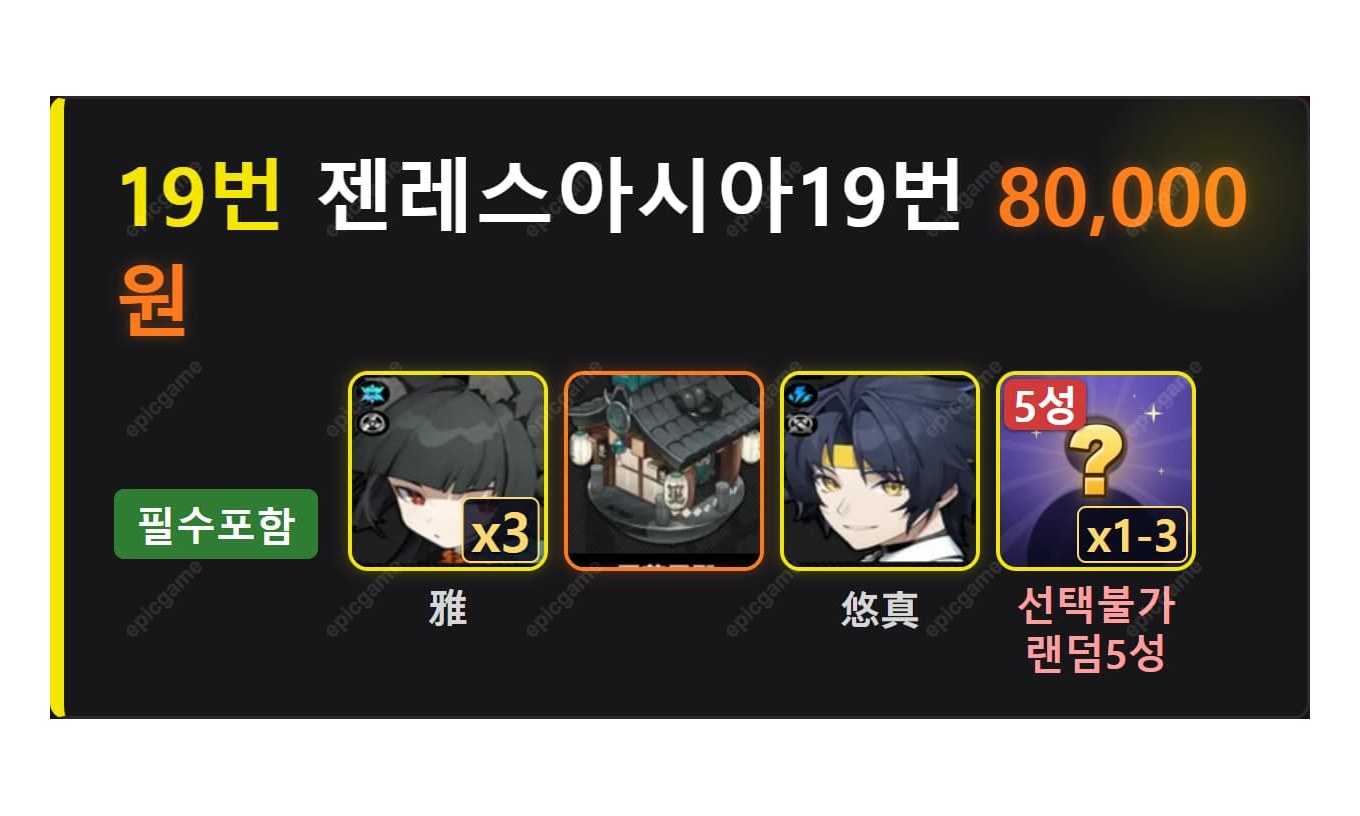 19번 젠레스아시아19번 80,000
원
필수포함
x3
5성
?
x1-3
雅
悠真
선택불가
랜덤5성
epicgame